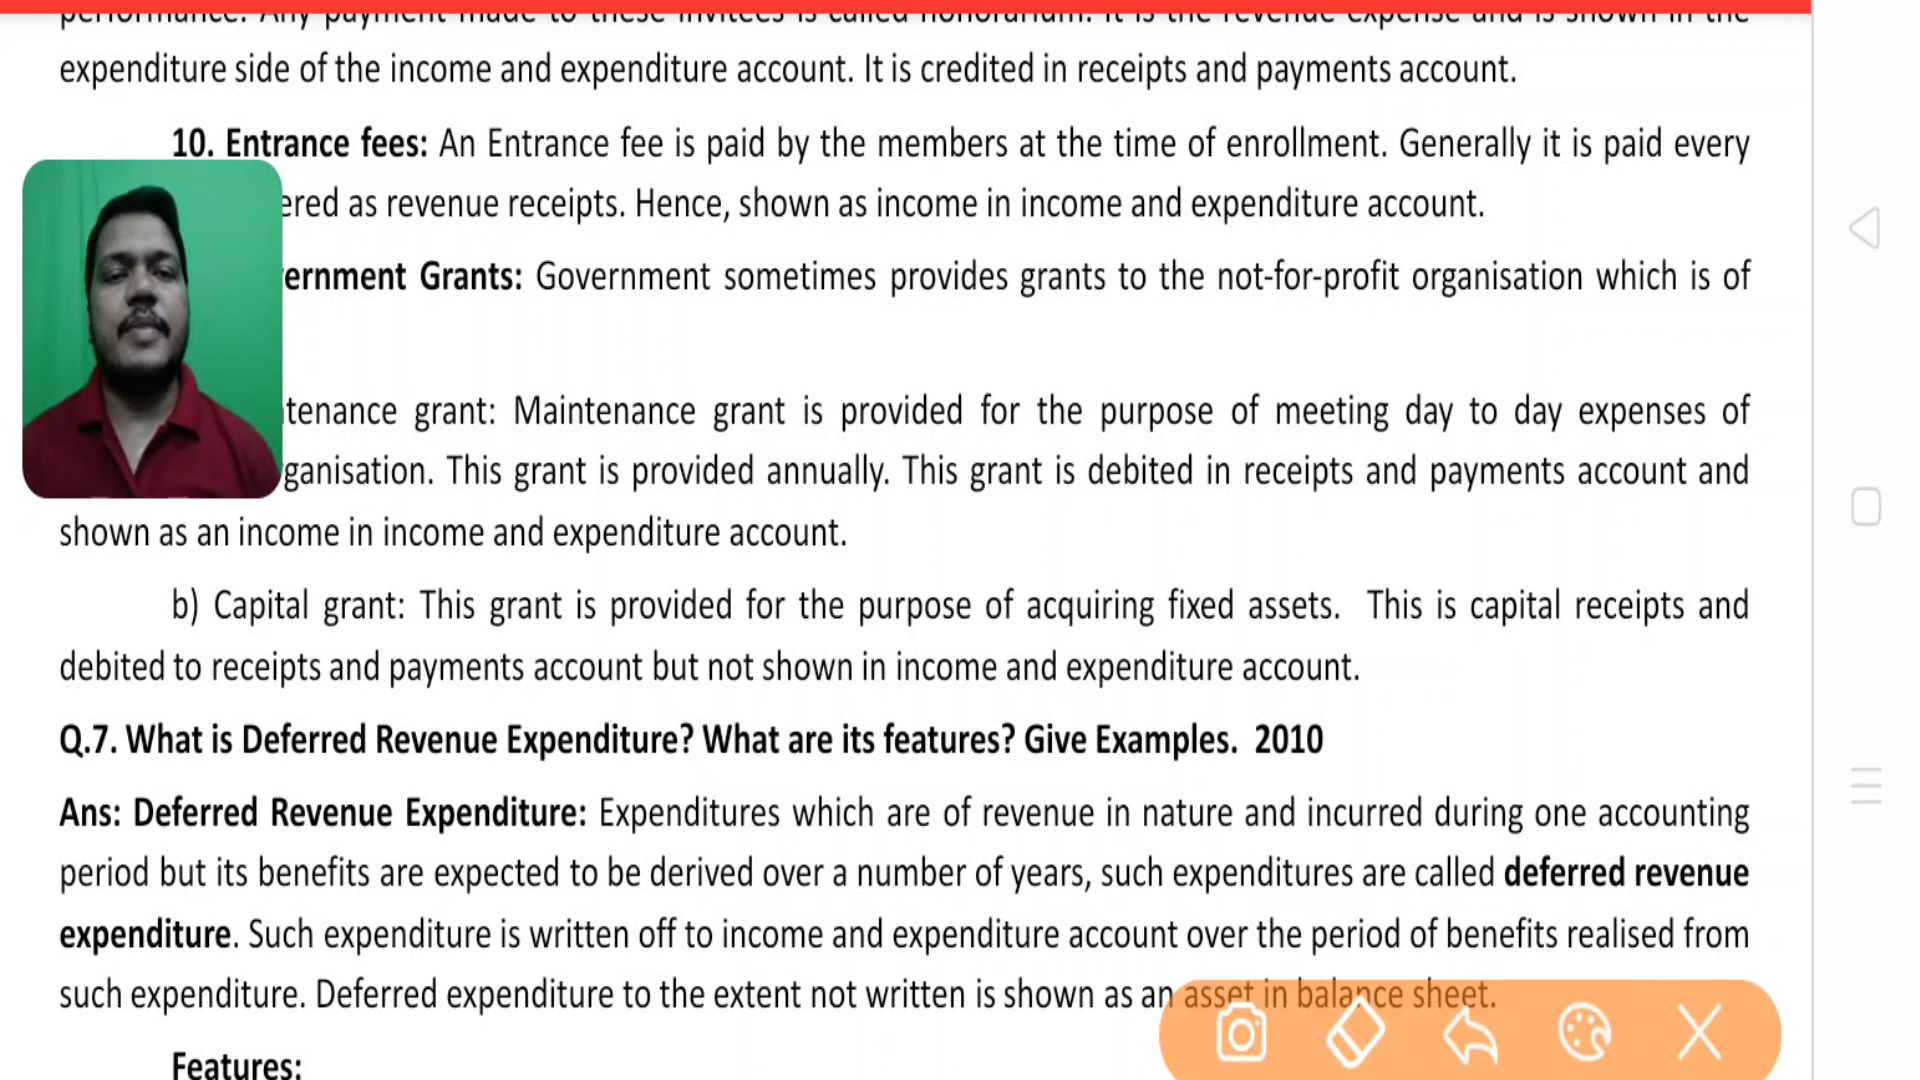 expenditure side of the income and expenditure account. It is credited in receipts and payments account.
10. Entrance fees: An Entrance fee is paid by the members at the time of enrollment. Generally it is paid every
ered as revenue receipts. Hence, shown as income in income and expenditure account.
ernment Grants: Government sometimes provides grants to the not-for-profit organisation which is of
tenance grant: Maintenance grant is provided for the purpose of meeting day to day expenses of
ganisation. This grant is provided annually. This grant is debited in receipts and payments account and
shown as an income in income and expenditure account.
b) Capital grant: This grant is provided for the purpose of acquiring fixed assets. This is capital receipts and
debited to receipts and payments account but not shown in income and expenditure account.
Q.7. What is Deferred Revenue Expenditure? What are its features? Give Examples. 2010
Ans: Deferred Revenue Expenditure: Expenditures which are of revenue in nature and incurred during one accounting
period but its benefits are expected to be derived over a number of years, such expenditures are called deferred revenue
expenditure. Such expenditure is written off to income and expenditure account over the period of benefits realised from
such expenditure. Deferred expenditure to the extent not written is shown as an asset in balance sheet.
Features: